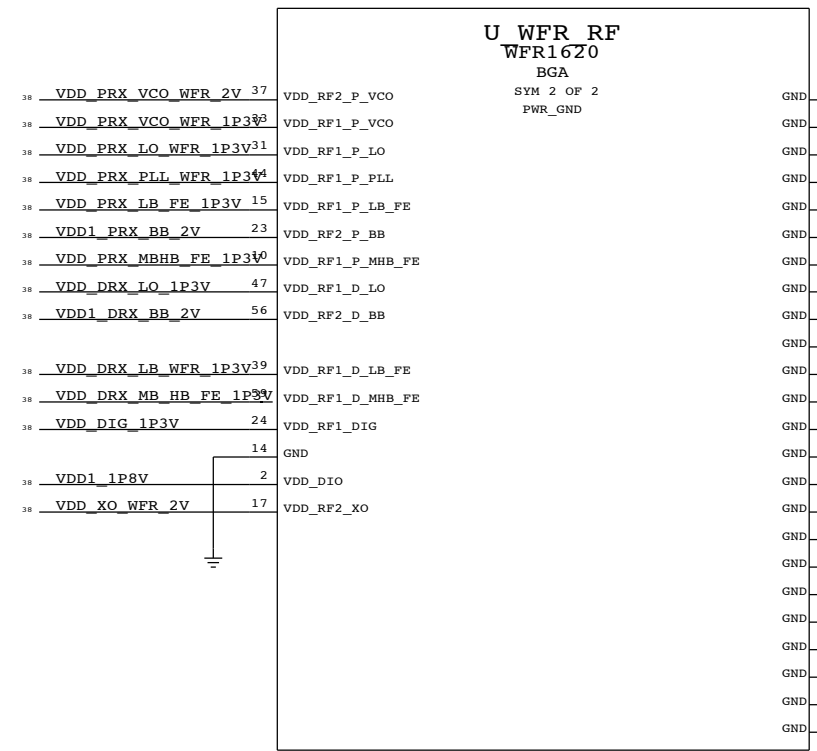 U_WFR_RF
WFR1620
BGA
SYM 2 OF 2
PWR_GND
38 VDD_PRX_VCO_WFR_2V 37 VDD_RF2_P_VCO GND
38 VDD_PRX_VCO_WFR_1P3V 33 VDD_RF1_P_VCO GND
38 VDD_PRX_LO_WFR_1P3V 31 VDD_RF1_P_LO GND
38 VDD_PRX_PLL_WFR_1P3V 44 VDD_RF1_P_PLL GND
38 VDD_PRX_LB_FE_1P3V 15 VDD_RF1_P_LB_FE GND
38 VDD1_PRX_BB_2V 23 VDD_RF2_P_BB GND
38 VDD_PRX_MBHB_FE_1P3V 10 VDD_RF1_P_MHB_FE GND
38 VDD_DRX_LO_1P3V 47 VDD_RF1_D_LO GND
38 VDD1_DRX_BB_2V 56 VDD_RF2_D_BB GND
GND
38 VDD_DRX_LB_WFR_1P3V 39 VDD_RF1_D_LB_FE GND
38 VDD_DRX_MB_HB_FE_1P3V 59 VDD_RF1_D_MHB_FE GND
38 VDD_DIG_1P3V 24 VDD_RF1_DIG GND
14 GND GND
38 VDD1_1P8V 2 VDD_DIO GND
38 VDD_XO_WFR_2V 17 VDD_RF2_XO GND
GND
GND
GND
GND
GND
GND
GND
GND